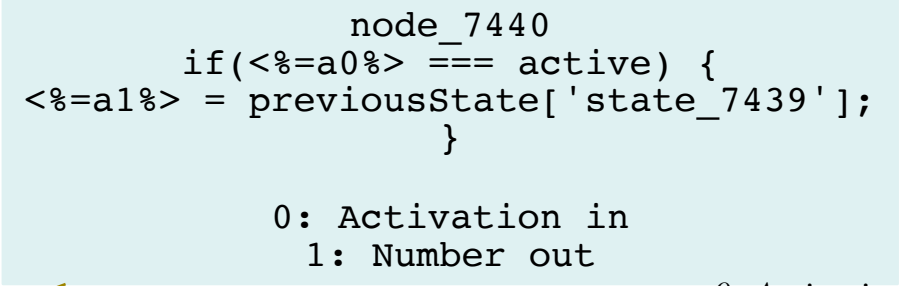 node_7440
if(<%=a0%> === active) {
<%=a1%> = previousState['state_7439'];
}
0: Activation in
1: Number out